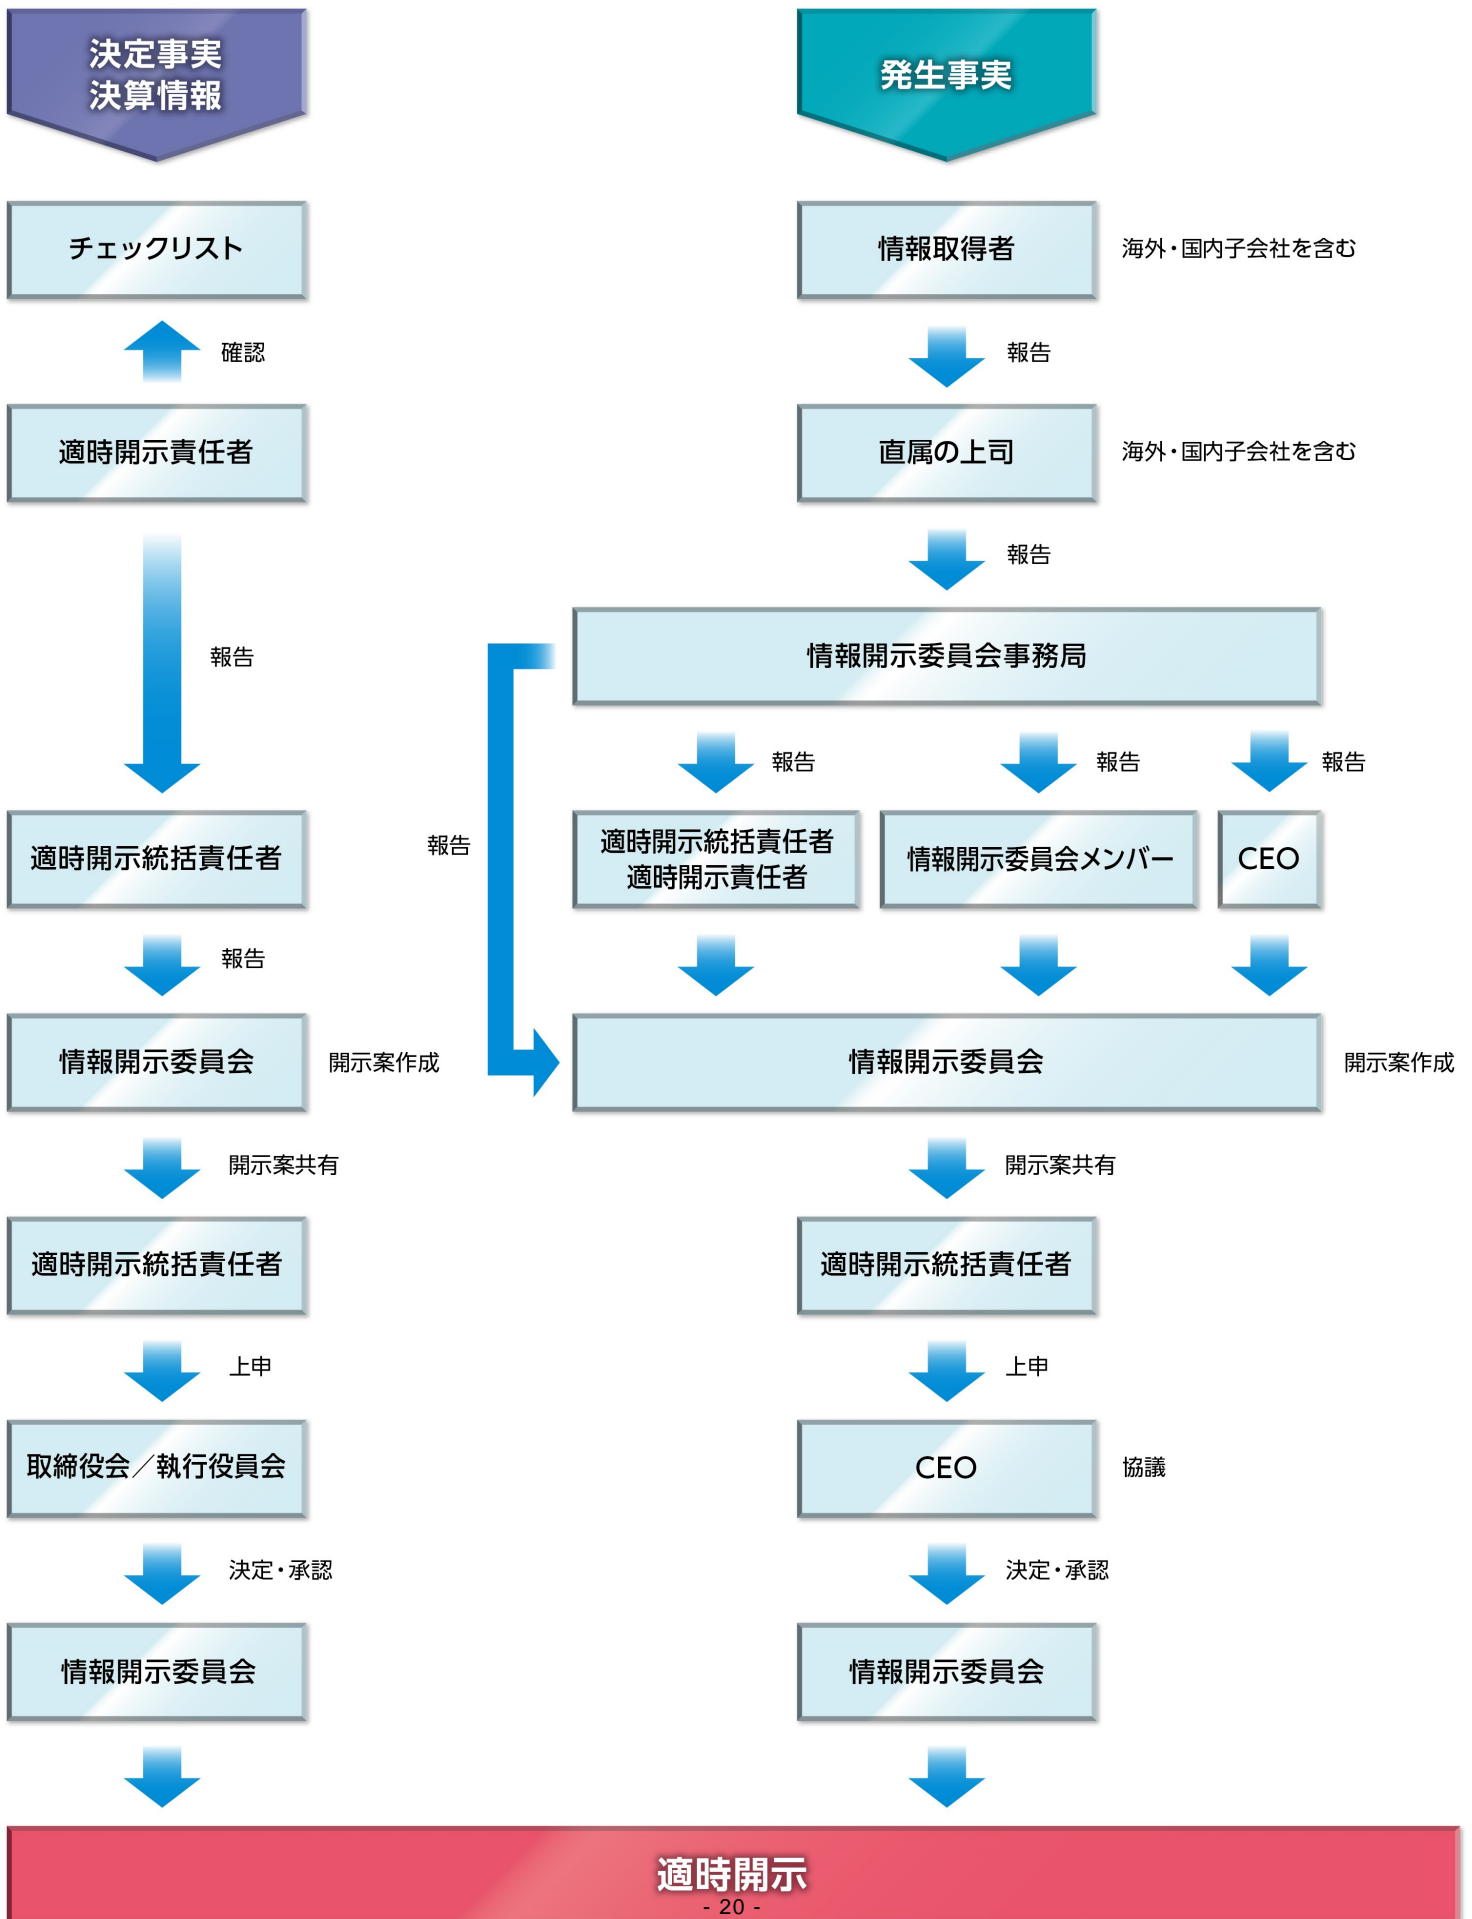 決定事実
決算情報
チェックリスト
確認
適時開示責任者
報告
適時開示統括責任者
報告
情報開示委員会
開示案作成
開示案共有
適時開示統括責任者
上申
取締役会／執行役員会
決定・承認
情報開示委員会
発生事実
情報取得者
海外・国内子会社を含む
報告
直属の上司
海外・国内子会社を含む
報告
情報開示委員会事務局
報告
報告
報告
報告
適時開示統括責任者
適時開示責任者
情報開示委員会メンバー
CEO
情報開示委員会
開示案作成
開示案共有
適時開示統括責任者
上申
CEO
協議
決定・承認
情報開示委員会
適時開示
- 20 -